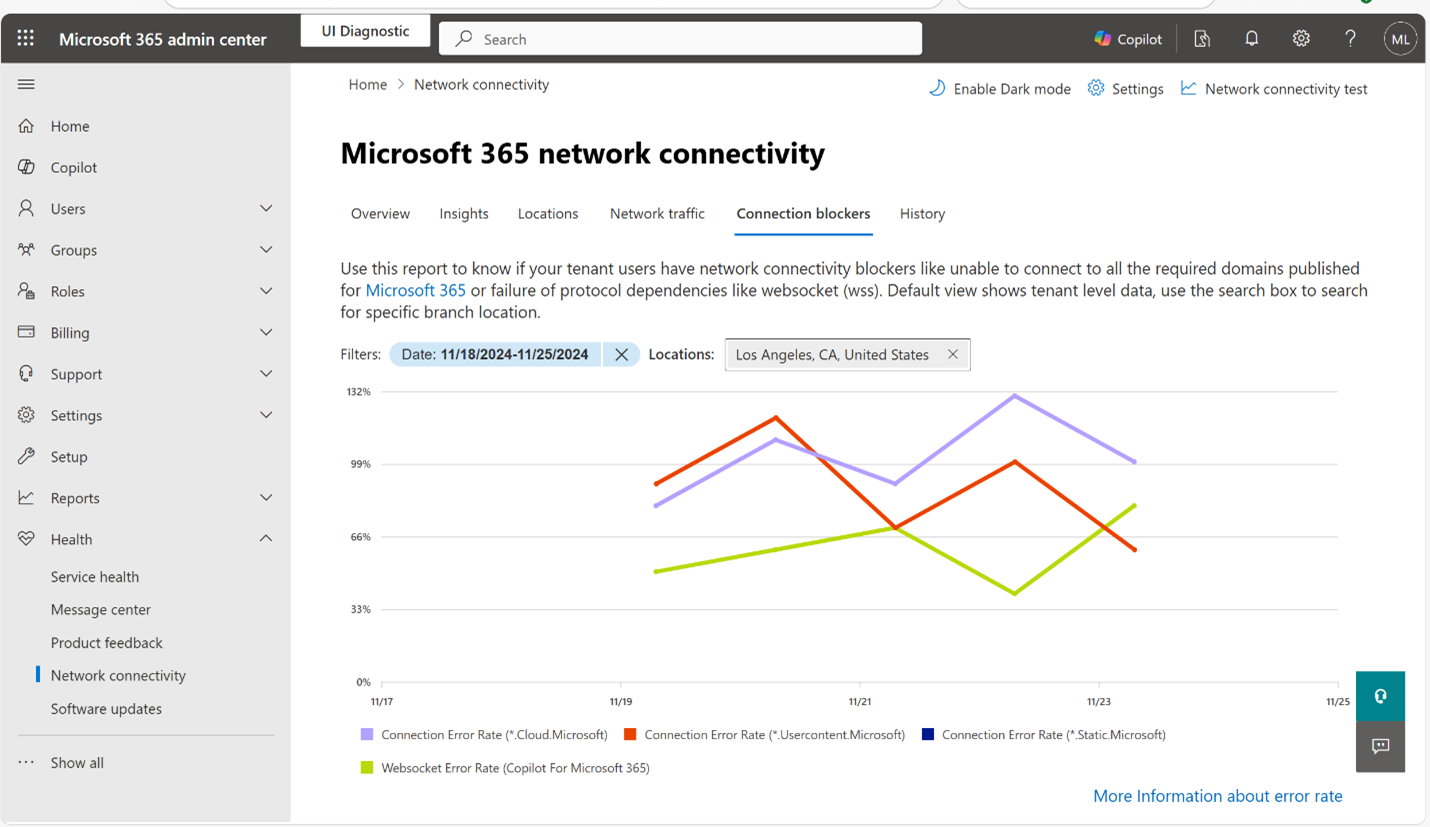 Microsoft 365 admin center
UI Diagnostic
Search
Copilot
ML
Home > Network connectivity
Enable Dark mode
Settings
Network connectivity test
Home
Copilot
Users
Groups
Roles
Billing
Support
Settings
Setup
Reports
Health
Service health
Message center
Product feedback
Network connectivity
Software updates
Show all
Microsoft 365 network connectivity
Overview
Insights
Locations
Network traffic
Connection blockers
History
Use this report to know if your tenant users have network connectivity blockers like unable to connect to all the required domains published
for Microsoft 365 or failure of protocol dependencies like websocket (wss). Default view shows tenant level data, use the search box to search
for specific branch location.
Filters:
Date: 11/18/2024-11/25/2024
Locations:
Los Angeles, CA, United States
132%
99%
66%
33%
0%
11/17
11/19
11/21
11/23
11/25
Connection Error Rate (*.Cloud.Microsoft)
Connection Error Rate (*.Usercontent.Microsoft)
Connection Error Rate (*.Static.Microsoft)
Websocket Error Rate (Copilot For Microsoft 365)
More Information about error rate